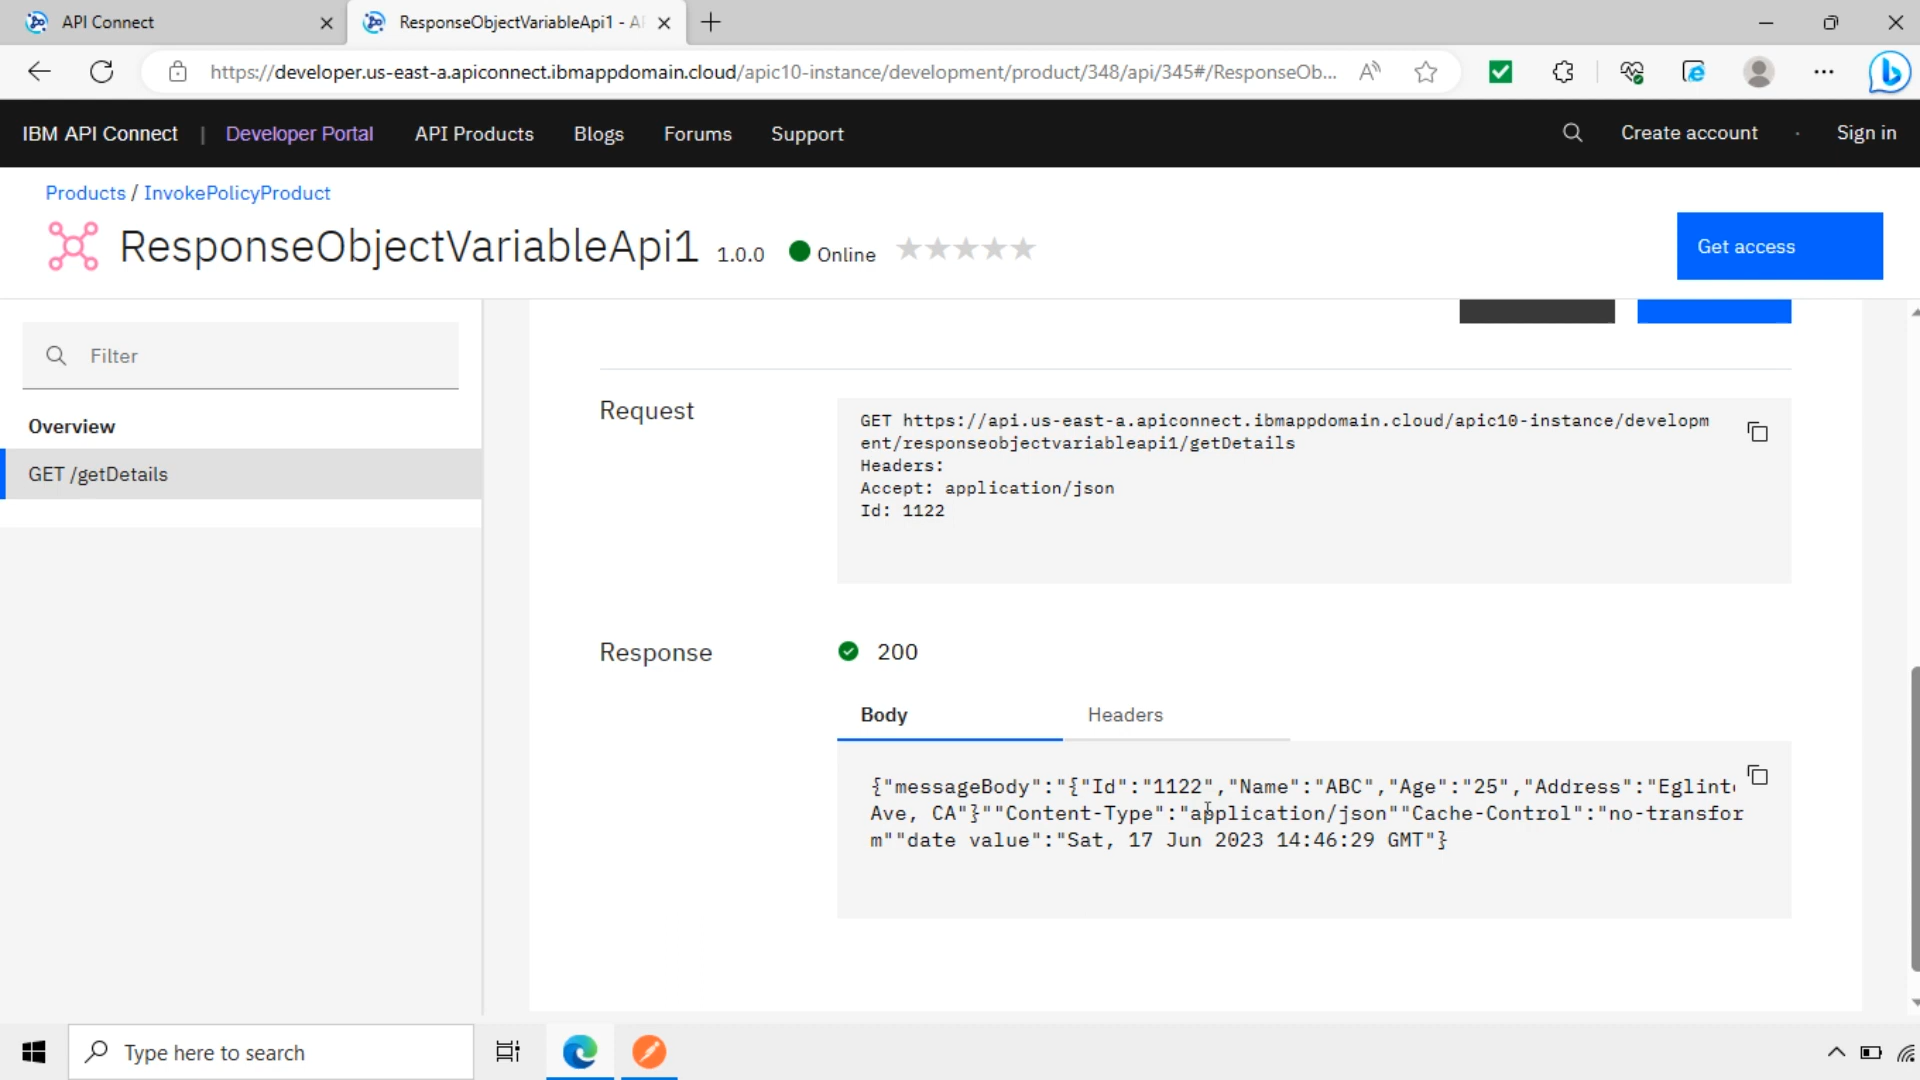 API Connect
ResponseObjectVariableApi1 - A
https://developer.us-east-a.apiconnect.ibmappdomain.cloud/apic10-instance/development/product/348/api/345#/ResponseOb...
IBM API Connect | Developer Portal API Products Blogs Forums Support Create account · Sign in
Products / InvokePolicyProduct
ResponseObjectVariableApi1 1.0.0 Online
Get access
Filter
Overview
GET /getDetails
Request
GET https://api.us-east-a.apiconnect.ibmappdomain.cloud/apic10-instance/developm
ent/responseobjectvariableapi1/getDetails
Headers:
Accept: application/json
Id: 1122
Response
200
Body Headers
{"messageBody":"{"Id":"1122","Name":"ABC","Age":"25","Address":"Eglint
Ave, CA"}""Content-Type":"application/json""Cache-Control":"no-transfor
m""date value":"Sat, 17 Jun 2023 14:46:29 GMT"}
Type here to search